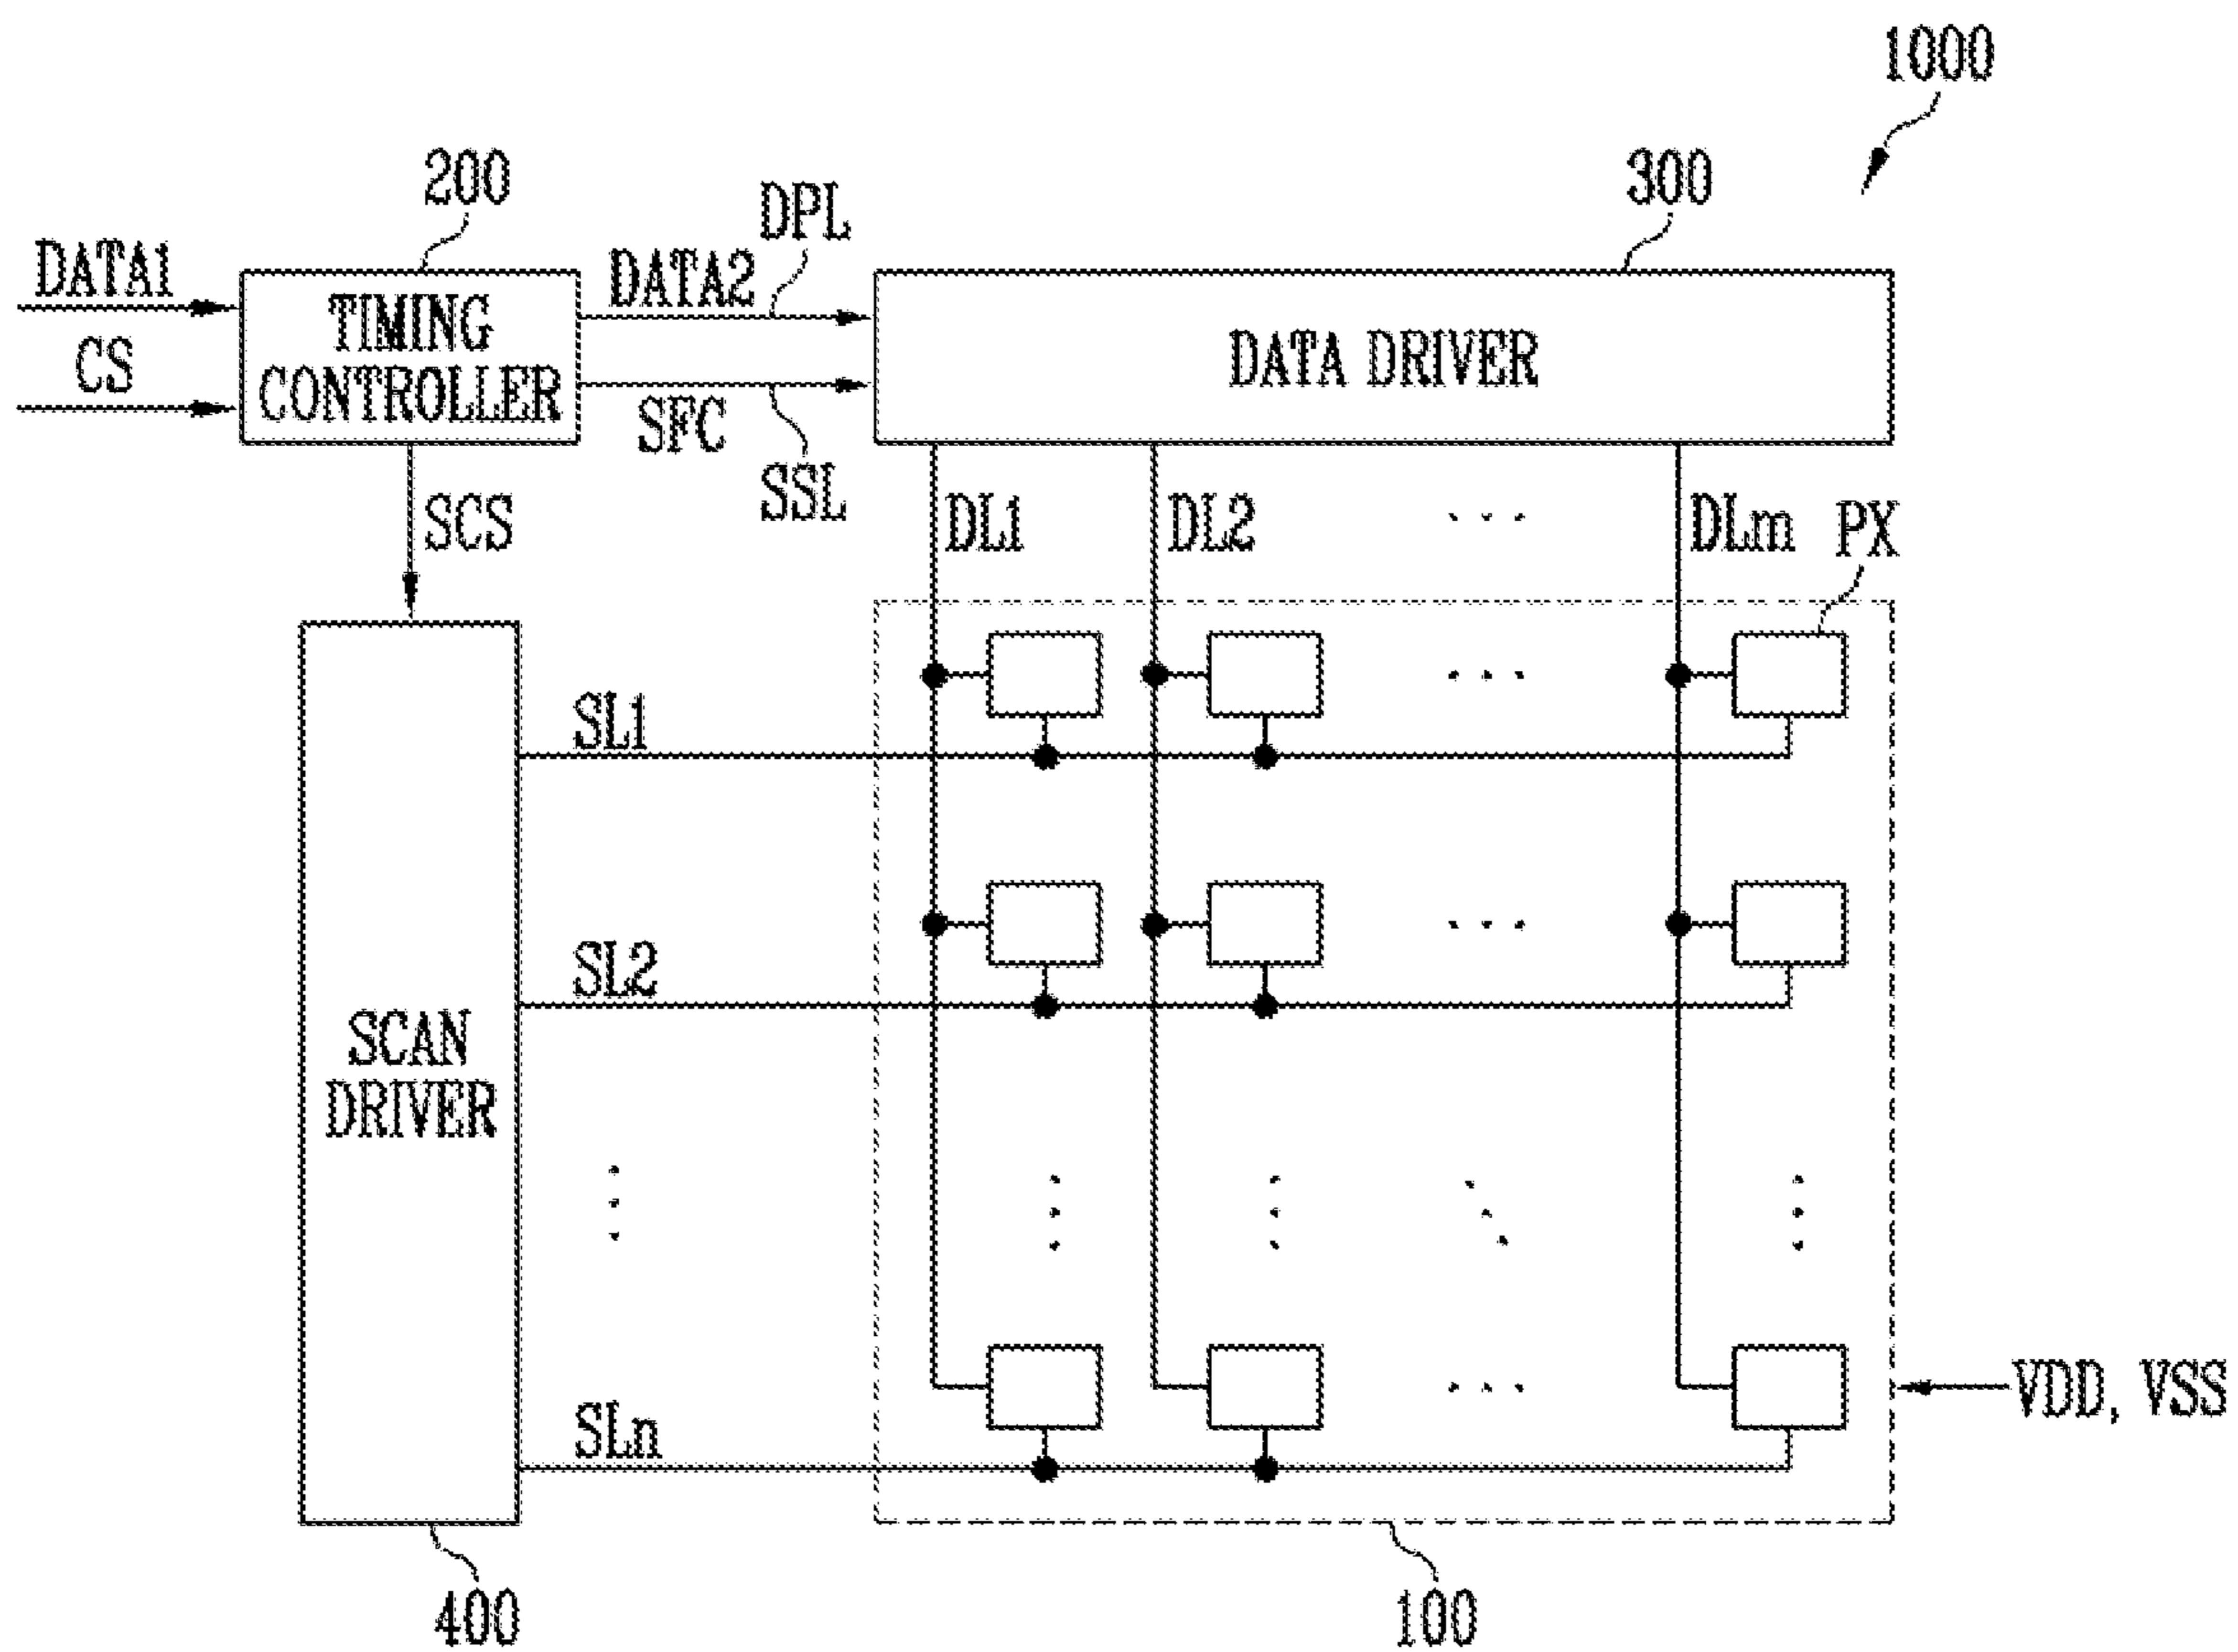 1000
200
DPL
300
DATA1
DATA2
TIMING
CONTROLLER
DATA DRIVER
CS
SFC
SSL
SCS
DL1
DL2
DLm
PX
SL1
SL2
SCAN
DRIVER
SLn
VDD, VSS
400
100